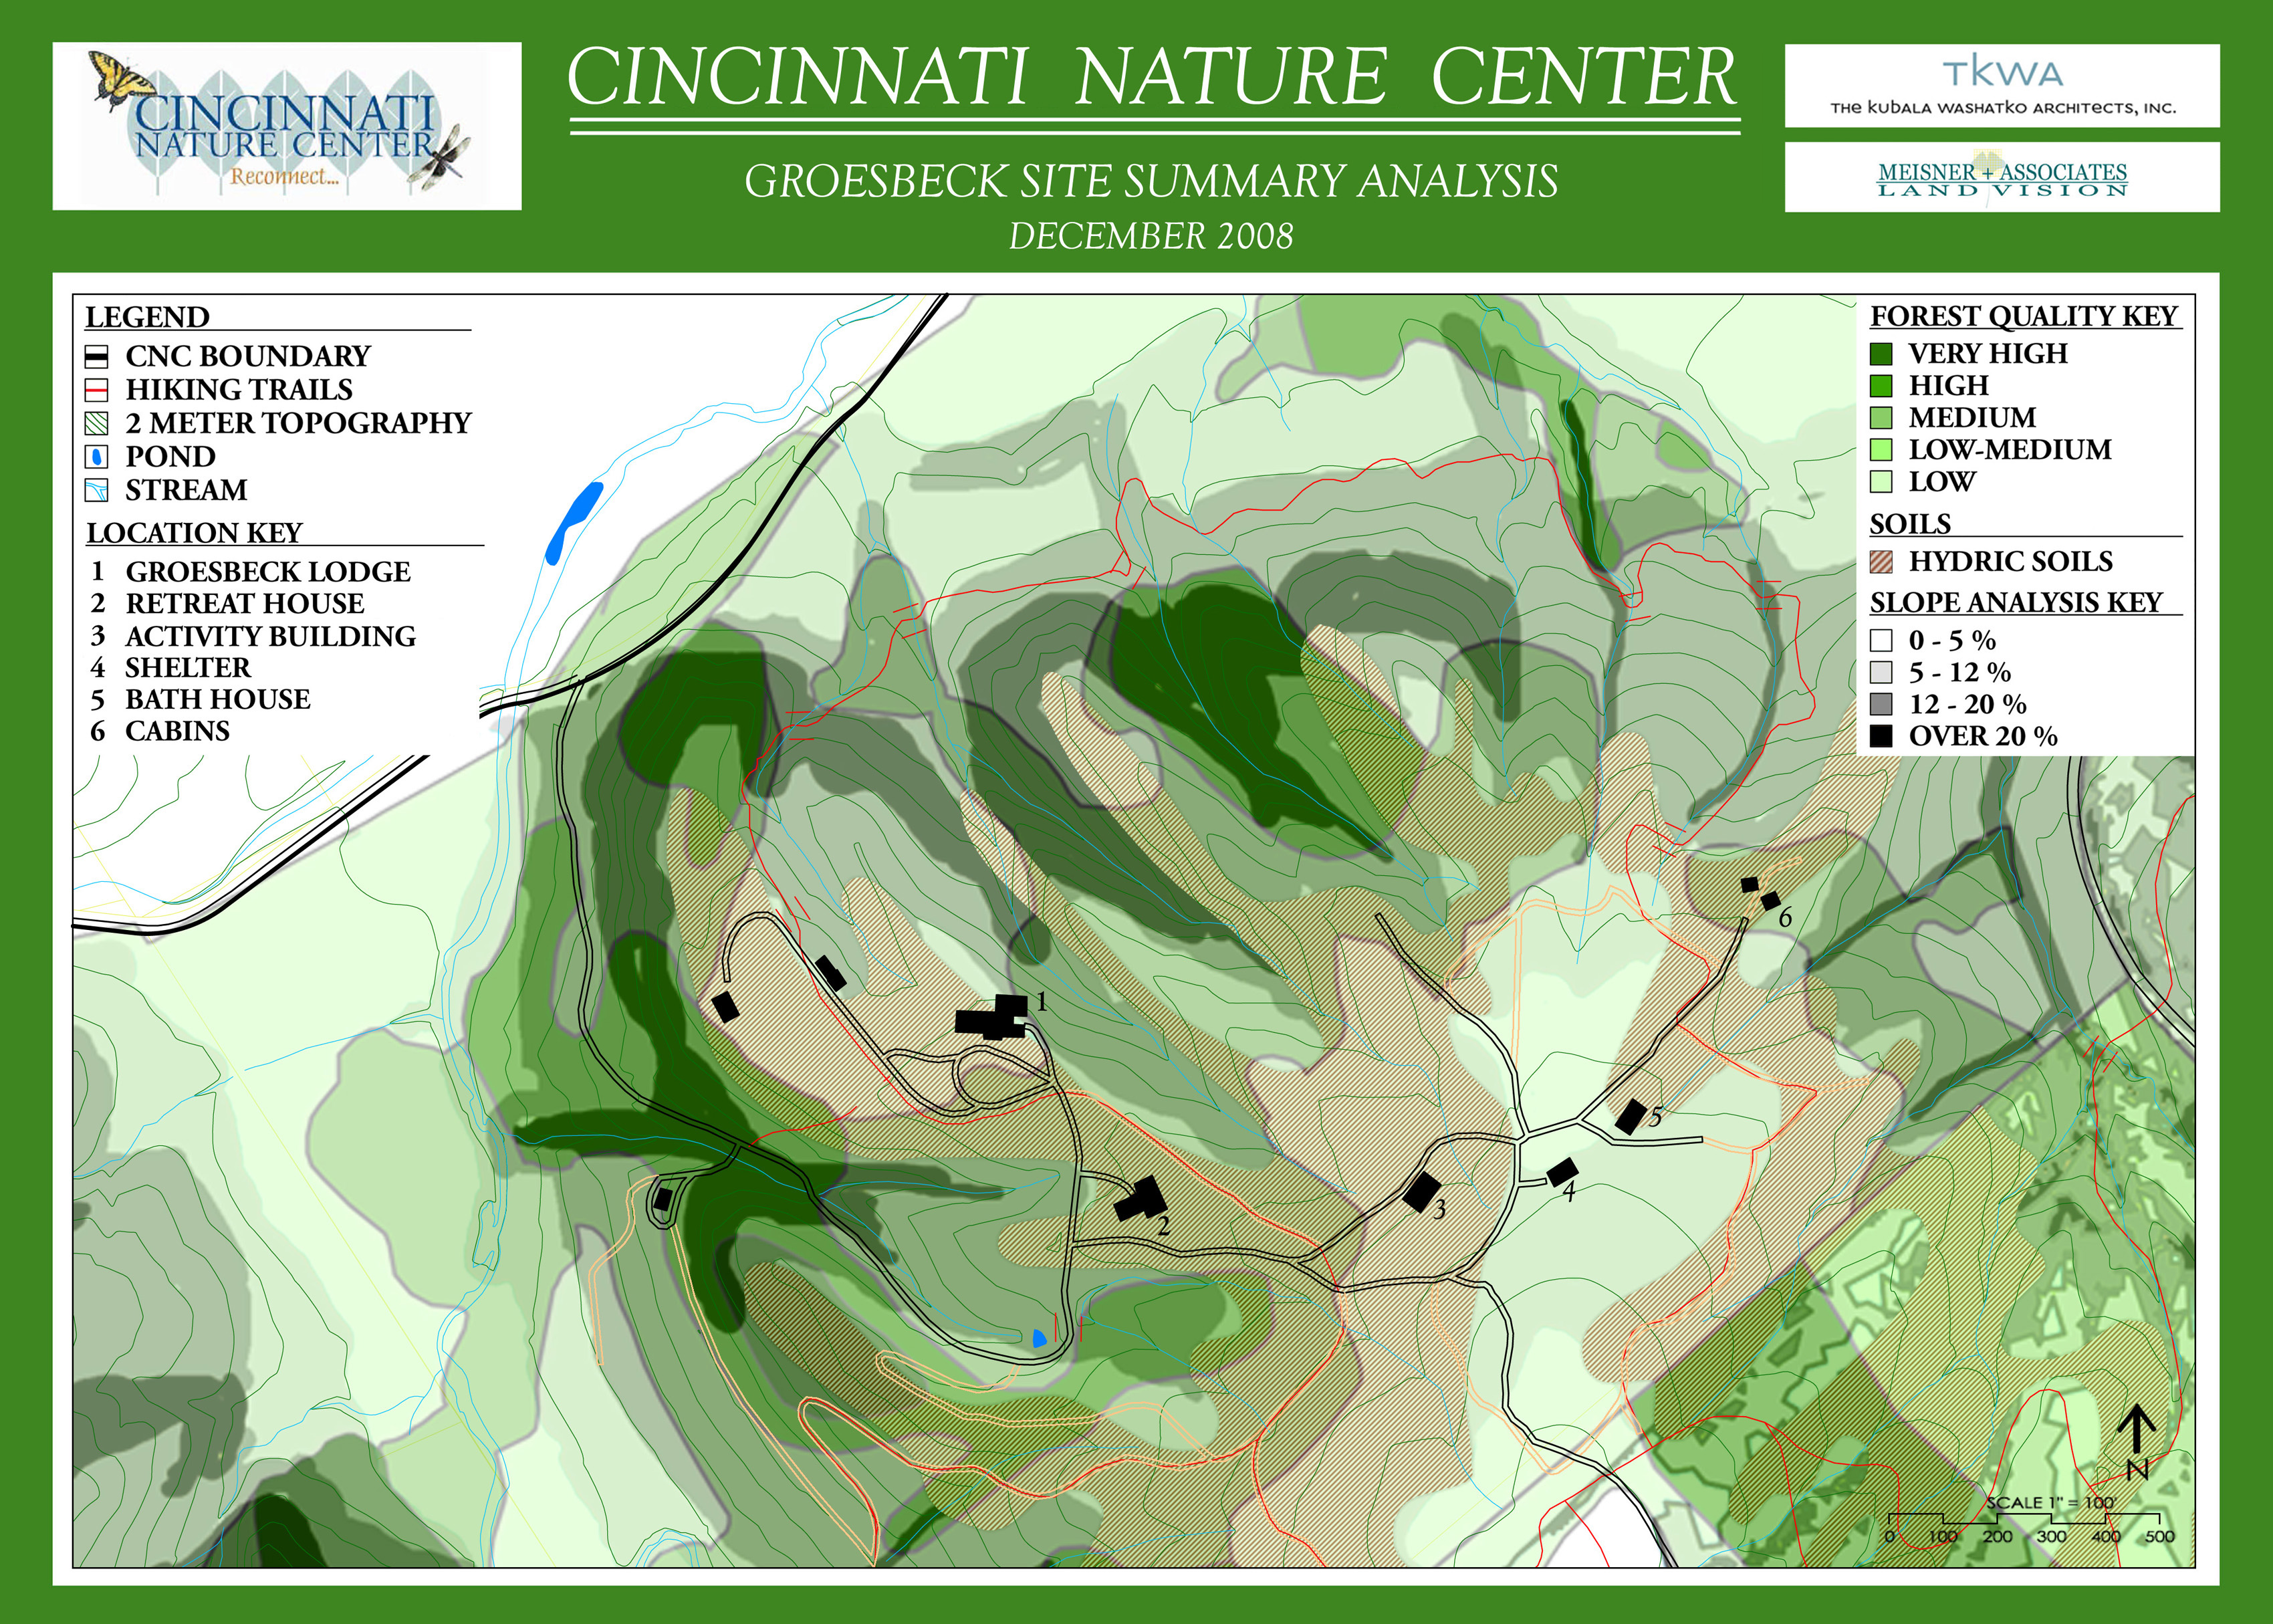 CINCINNATI
NATURE CENTER
Reconnect...
CINCINNATI NATURE CENTER
GROESBECK SITE SUMMARY ANALYSIS
DECEMBER 2008
TKWA
THE KUBALA WASHATKO ARCHITECTS, INC.
MEISNER + ASSOCIATES
LAND VISION
LEGEND
CNC BOUNDARY
HIKING TRAILS
2 METER TOPOGRAPHY
POND
STREAM
LOCATION KEY
1 GROESBECK LODGE
2 RETREAT HOUSE
3 ACTIVITY BUILDING
4 SHELTER
5 BATH HOUSE
6 CABINS
FOREST QUALITY KEY
VERY HIGH
HIGH
MEDIUM
LOW-MEDIUM
LOW
SOILS
HYDRIC SOILS
SLOPE ANALYSIS KEY
0 - 5 %
5 - 12 %
12 - 20 %
OVER 20 %
6
1
5
4
3
2
N
SCALE 1" = 100'
0 100 200 300 400 500